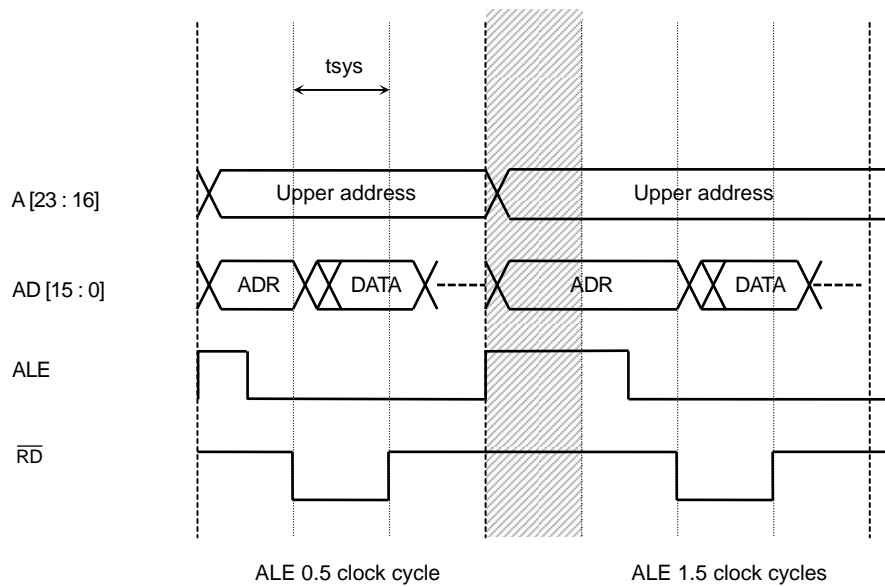 tsys
A [23 : 16]
Upper address
Upper address
AD [15 : 0]
ADR
DATA
ADR
DATA
ALE
RD
ALE 0.5 clock cycle
ALE 1.5 clock cycles